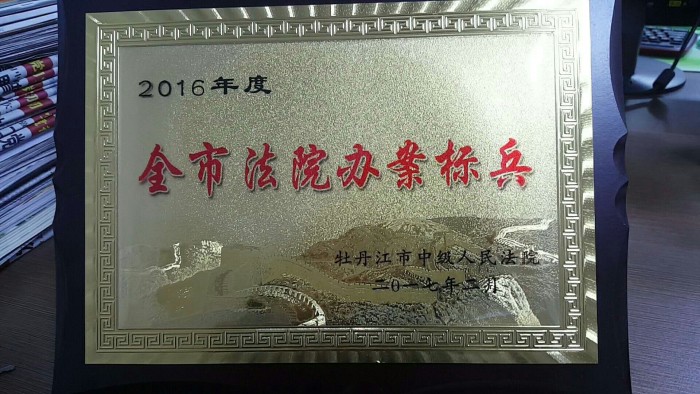 2016年度
全市法院办案标兵
牡丹江市中级人民法院
二〇一七年二月